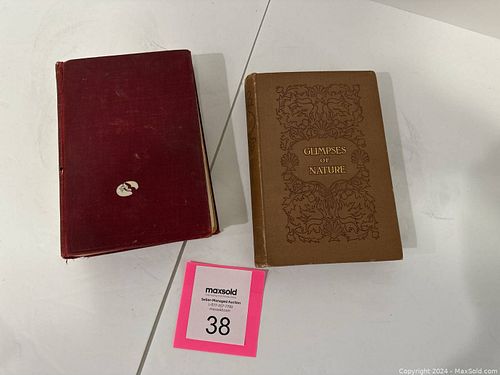 GLIMPSES
OF
NATURE
maxsold
Seller-Managed Auction
maxsold.com
38
Copyright 2024 - MaxSold.com